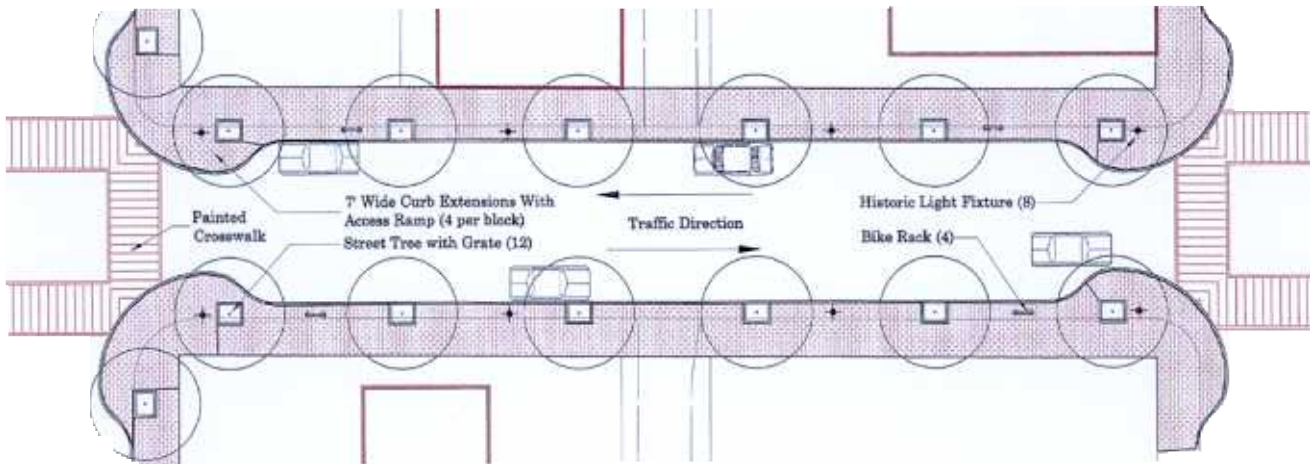 7' Wide Curb Extensions With
Access Ramp (4 per block)
Street Tree with Grate (12)
Painted
Crosswalk
Traffic Direction
Historic Light Fixture (8)
Bike Rack (4)